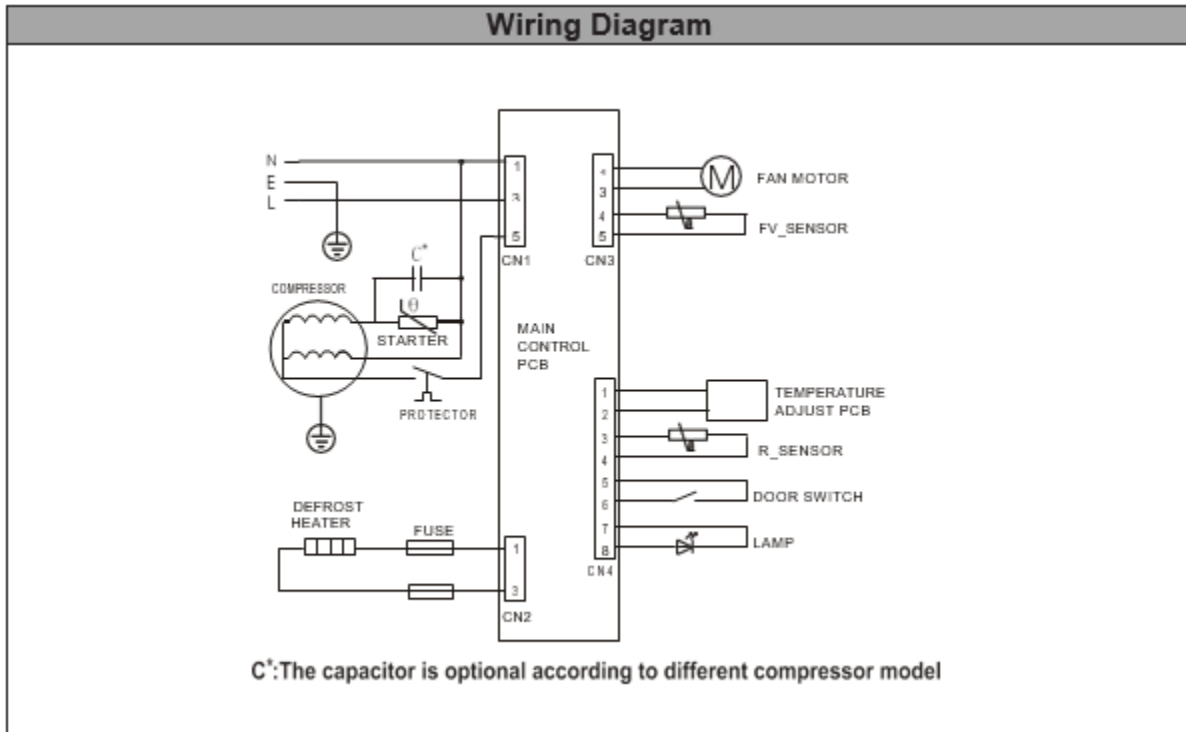 Wiring Diagram
N
E
L
1
3
5
CN1
C*
COMPRESSOR
θ
STARTER
PROTECTOR
MAIN
CONTROL
PCB
3
4
5
CN3
M
FAN MOTOR
FV_SENSOR
1
2
3
4
5
6
7
8
CN4
TEMPERATURE
ADJUST PCB
R_SENSOR
DOOR SWITCH
LAMP
DEFROST
HEATER
FUSE
1
3
CN2
C*:The capacitor is optional according to different compressor model